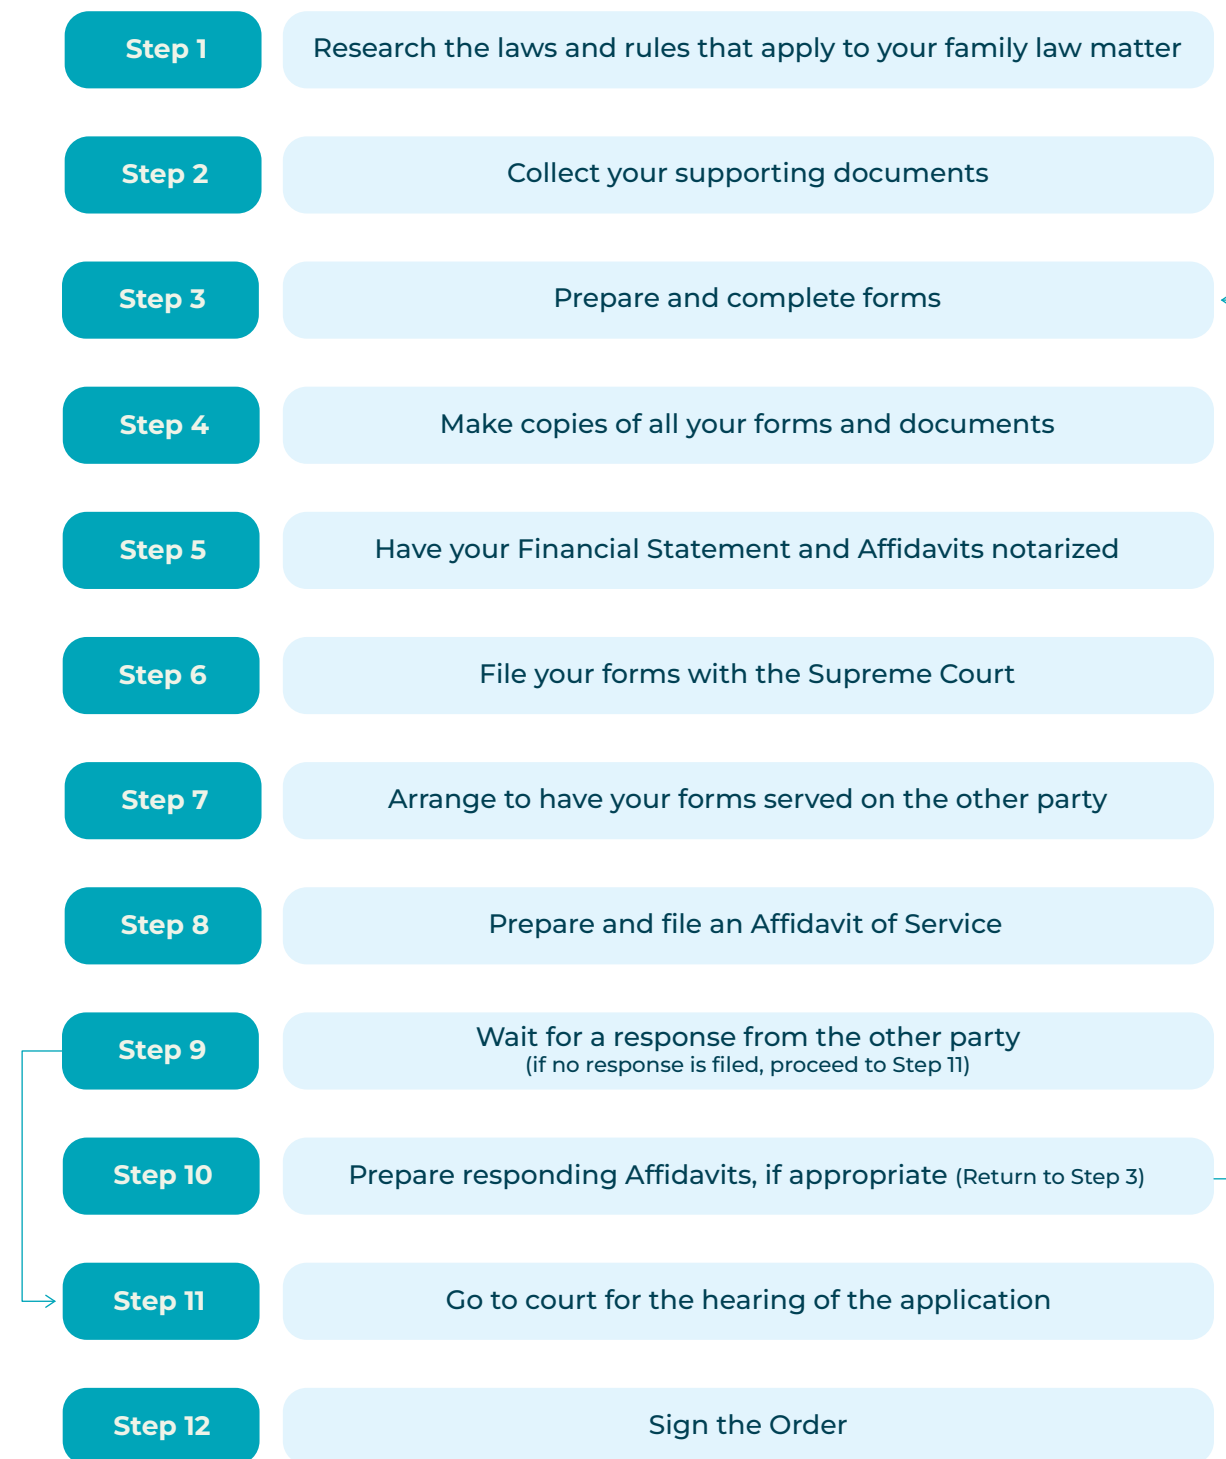 Step 1
Research the laws and rules that apply to your family law matter
Step 2
Collect your supporting documents
Step 3
Prepare and complete forms
Step 4
Make copies of all your forms and documents
Step 5
Have your Financial Statement and Affidavits notarized
Step 6
File your forms with the Supreme Court
Step 7
Arrange to have your forms served on the other party
Step 8
Prepare and file an Affidavit of Service
Step 9
Wait for a response from the other party
(if no response is filed, proceed to Step 11)
Step 10
Prepare responding Affidavits, if appropriate (Return to Step 3)
Step 11
Go to court for the hearing of the application
Step 12
Sign the Order